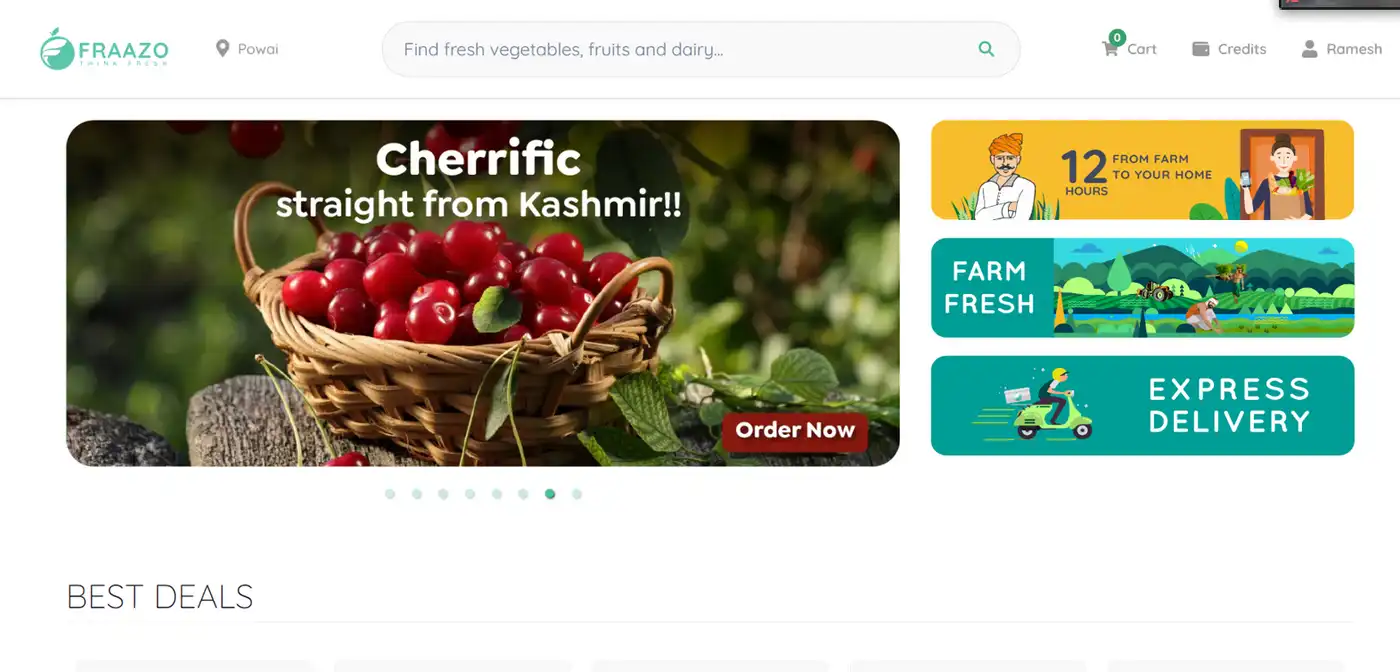 FRAAZO
THINK FRESH
Powai
Find fresh vegetables, fruits and dairy...
0
Cart
Credits
Ramesh
Cherrific
straight from Kashmir!!
Order Now
12
HOURS
FROM FARM
TO YOUR HOME
FARM
FRESH
EXPRESS
DELIVERY
BEST DEALS